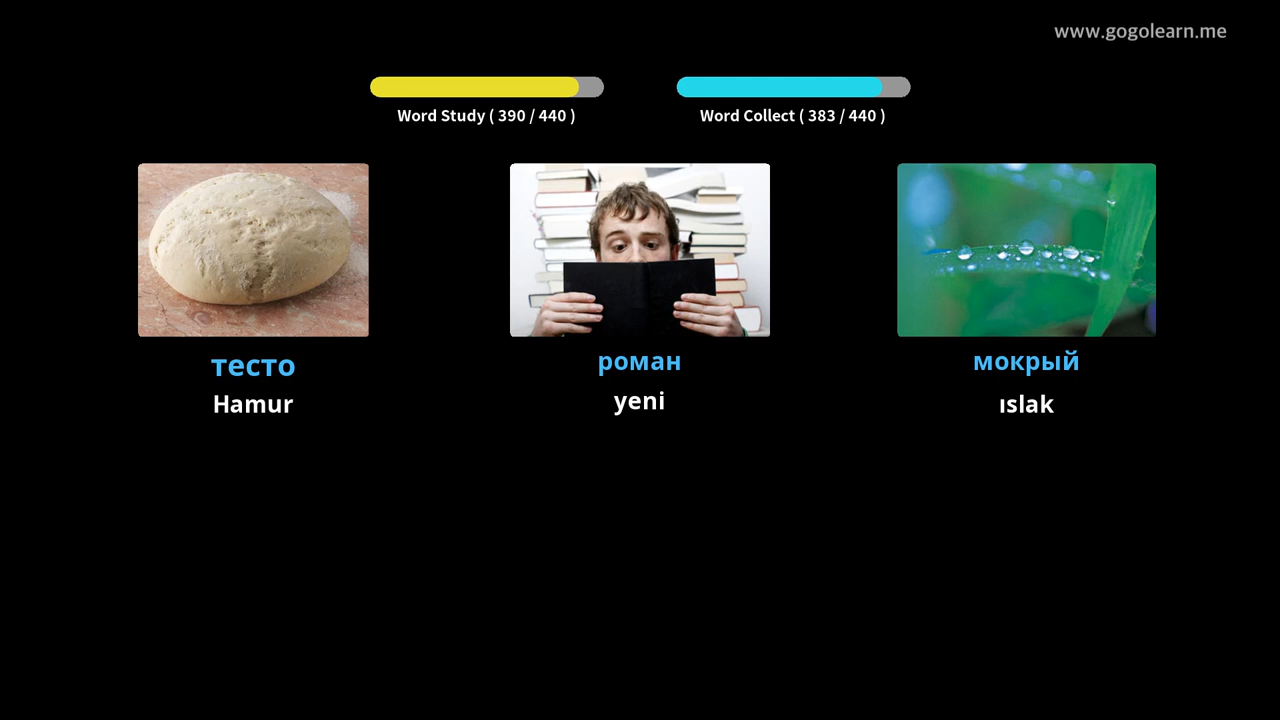 www.gogolearn.me
Word Study ( 390 / 440 )
Word Collect ( 383 / 440 )
тесто
Hamur
роман
yeni
мокрый
ıslak